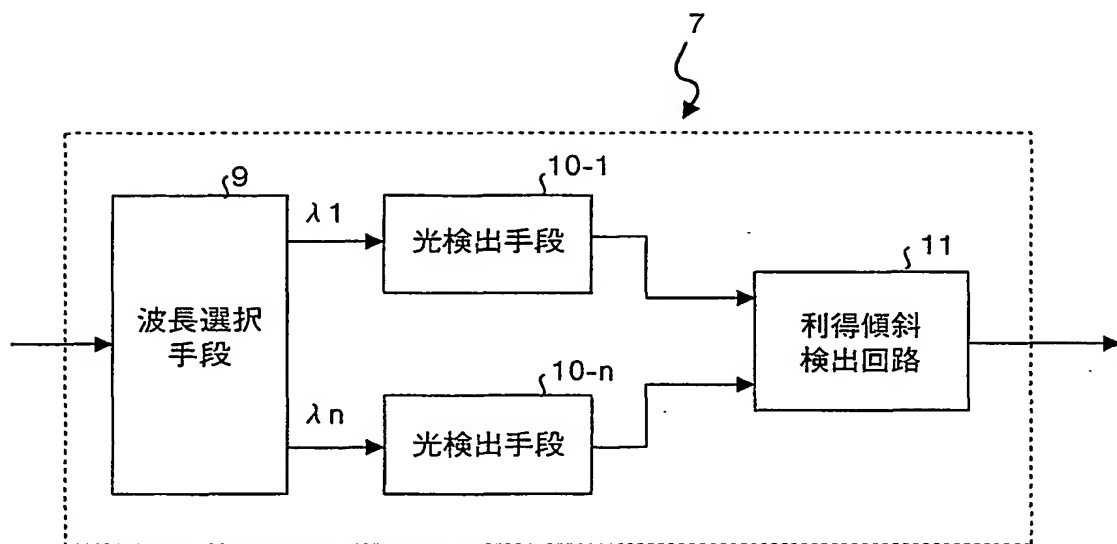 7
9
波長選択
手段
λ1
10-1
光検出手段
λn
10-n
光検出手段
11
利得傾斜
検出回路